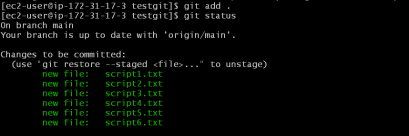 [ec2-user@ip-172-31-17-3 testgit]$ git add .
[ec2-user@ip-172-31-17-3 testgit]$ git status
On branch main
Your branch is up to date with 'origin/main'.

Changes to be committed:
  (use "git restore --staged <file>..." to unstage)
        new file:   script1.txt
        new file:   script2.txt
        new file:   script3.txt
        new file:   script4.txt
        new file:   script5.txt
        new file:   script6.txt